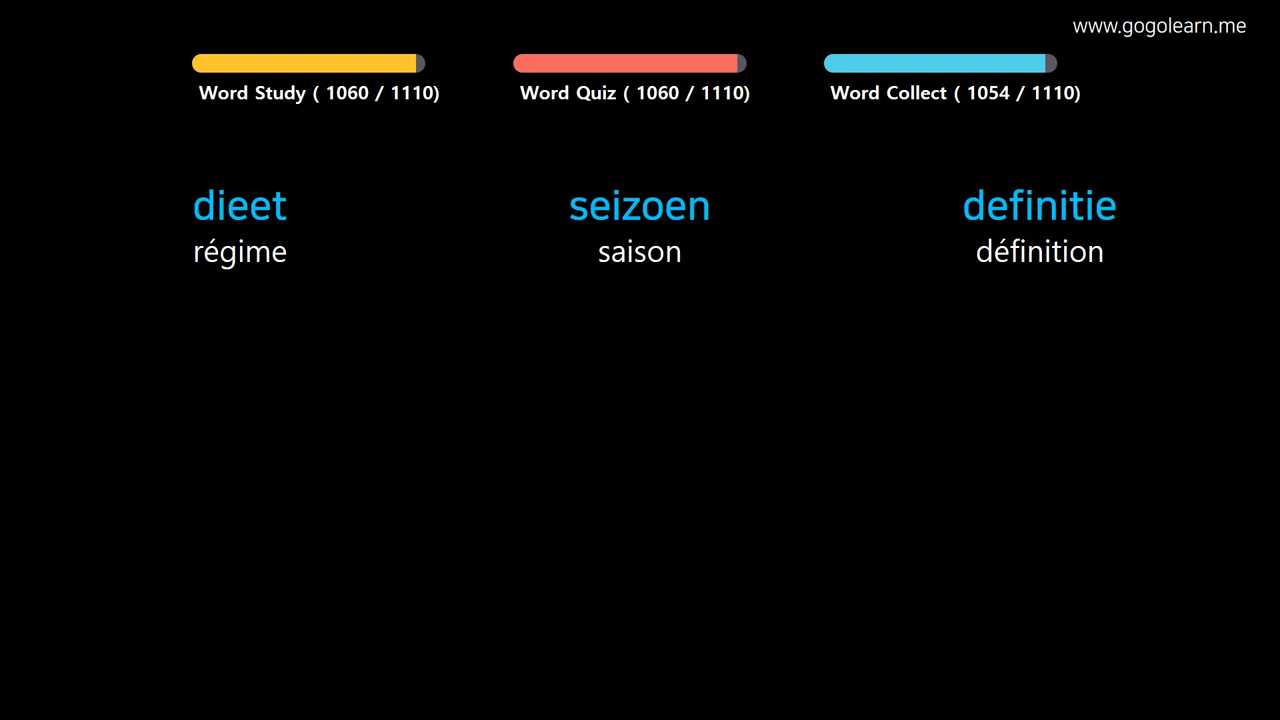 www.gogolearn.me
Word Study ( 1060 / 1110)
Word Quiz ( 1060 / 1110)
Word Collect ( 1054 / 1110)
dieet
seizoen
definitie
régime
saison
définition